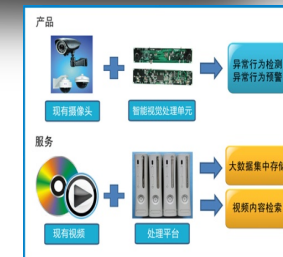 产品
异常行为检测
异常行为预警
现有摄像头
智能视觉处理单元
服务
大数据集中存储
视频内容检索
现有视频
处理平台